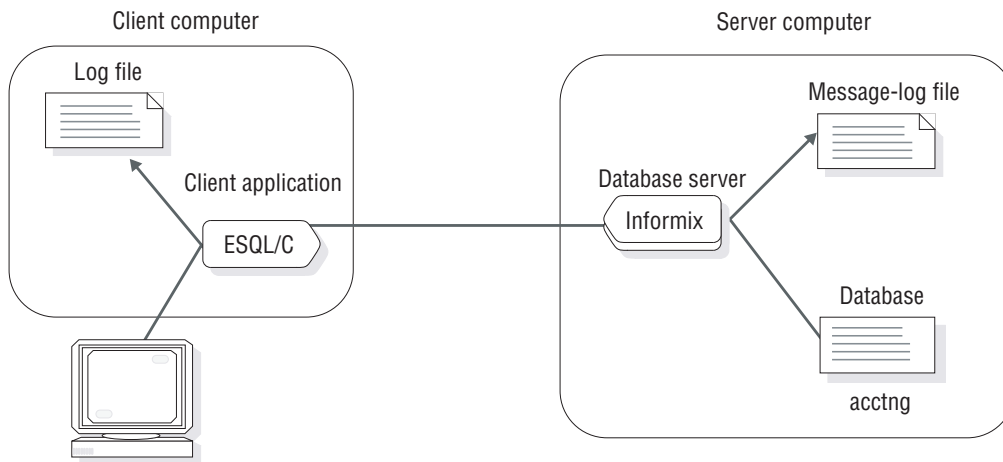 Client computer
Server computer
Log file
Message-log file
Client application
Database server
ESQL/C
Informix
Database
acctng